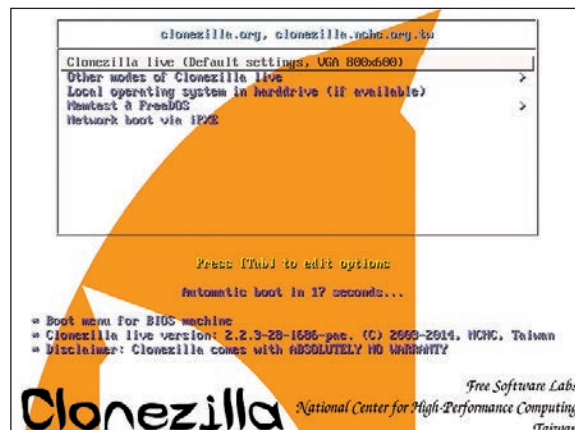 clonezilla.org, clonezilla.nchc.org.tw
Clonezilla live (Default settings, VGA 800x600)
Other modes of Clonezilla live >
Local operating system in harddrive (if available)
Memtest & FreeDOS >
Network boot via iPXE
Press [Tab] to edit options
Automatic boot in 17 seconds...
* Boot menu for BIOS machine
* Clonezilla live version: 2.2.3-28-i686-pae. (C) 2003-2014, NCHC, Taiwan
* Disclaimer: Clonezilla comes with ABSOLUTELY NO WARRANTY
Free Software Labs
Clonezilla National Center for High-Performance Computing
Taiwan